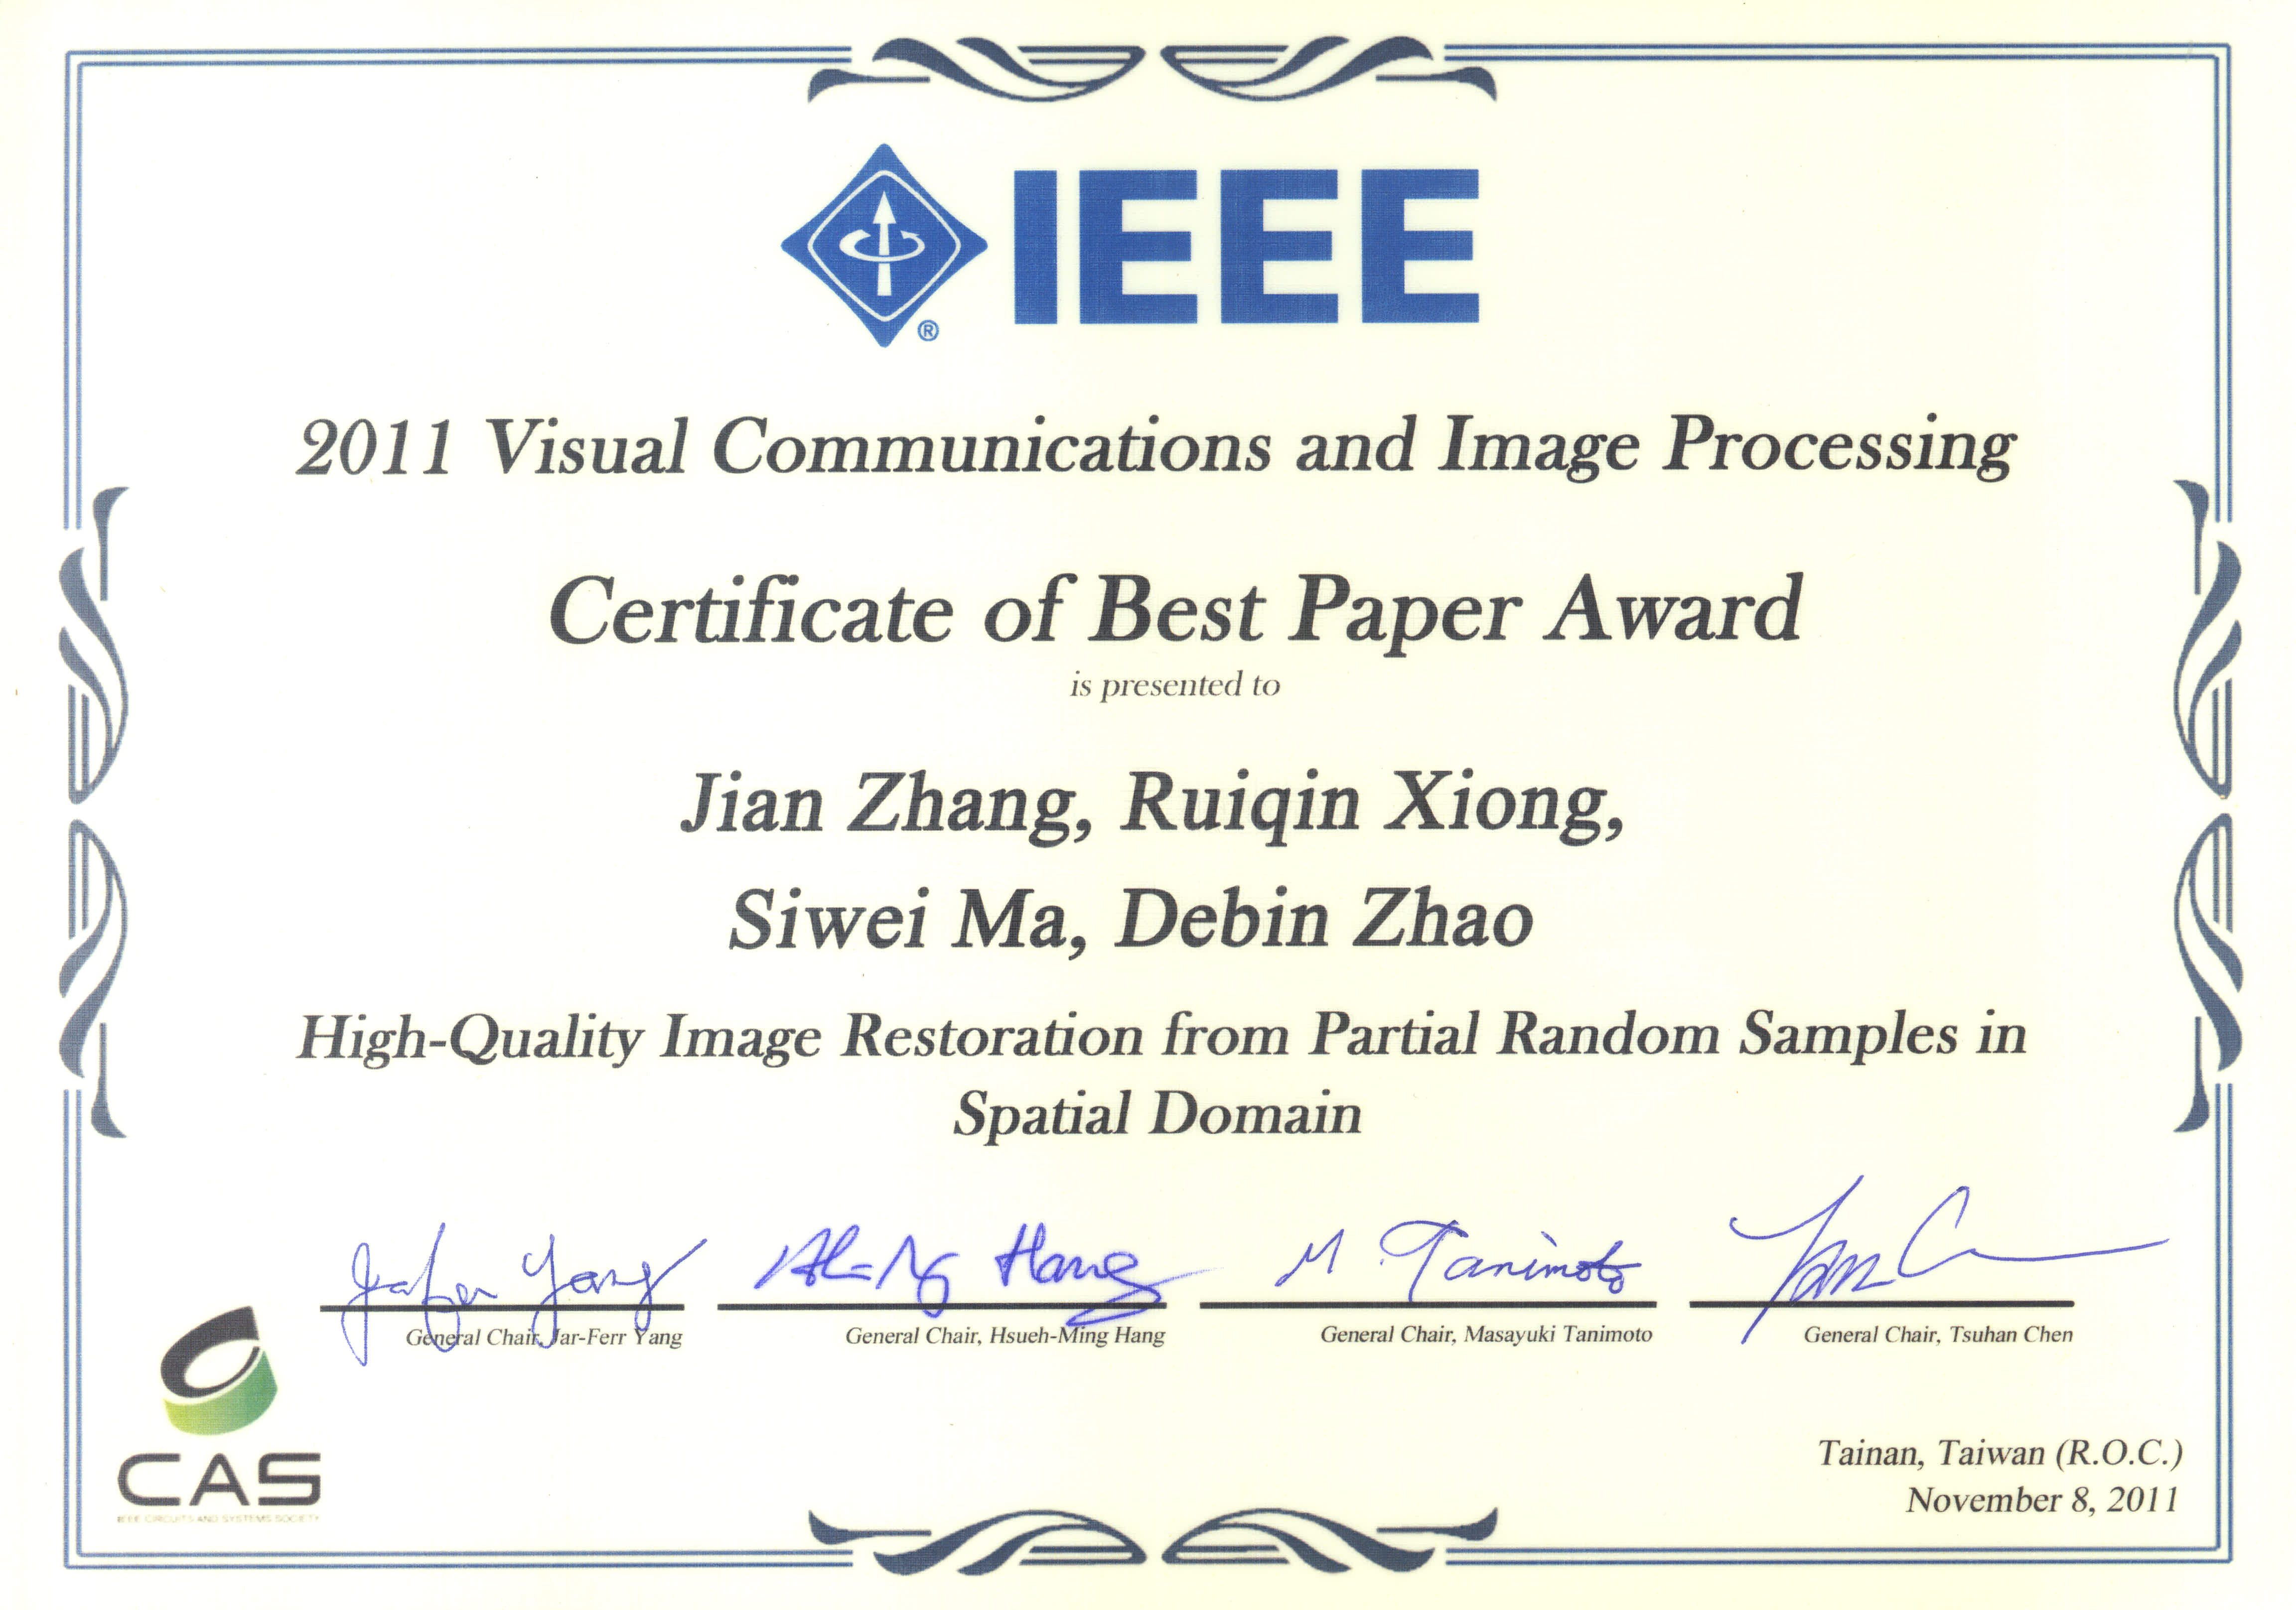 IEEE
®
2011 Visual Communications and Image Processing
Certificate of Best Paper Award
is presented to
Jian Zhang, Ruiqin Xiong,
Siwei Ma, Debin Zhao
High-Quality Image Restoration from Partial Random Samples in
Spatial Domain
Jar-Ferr Yang
Hsueh-Ming Hang
M. Tanimoto
General Chair, Jar-Ferr Yang
General Chair, Hsueh-Ming Hang
General Chair, Masayuki Tanimoto
General Chair, Tsuhan Chen
CAS
IEEE CIRCUITS AND SYSTEMS SOCIETY
Tainan, Taiwan (R.O.C.)
November 8, 2011